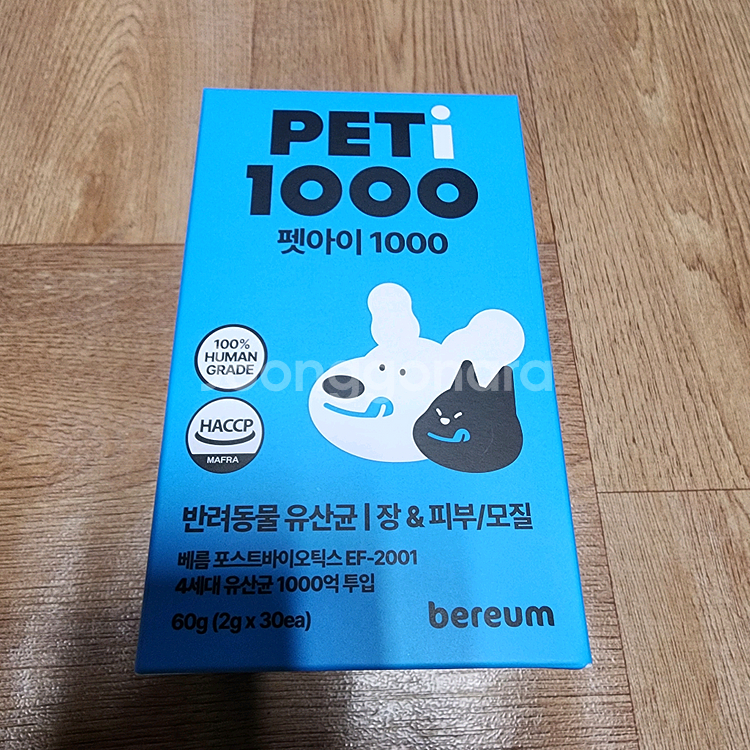 PETi
1000
펫아이 1000
100%
HUMAN
GRADE
joonggonara
HACCP
MAFRA
반려동물 유산균 | 장 & 피부/모질
베름 포스트바이오틱스 EF-2001
4세대 유산균 1000억 투입
60g (2g x 30ea)
bereum